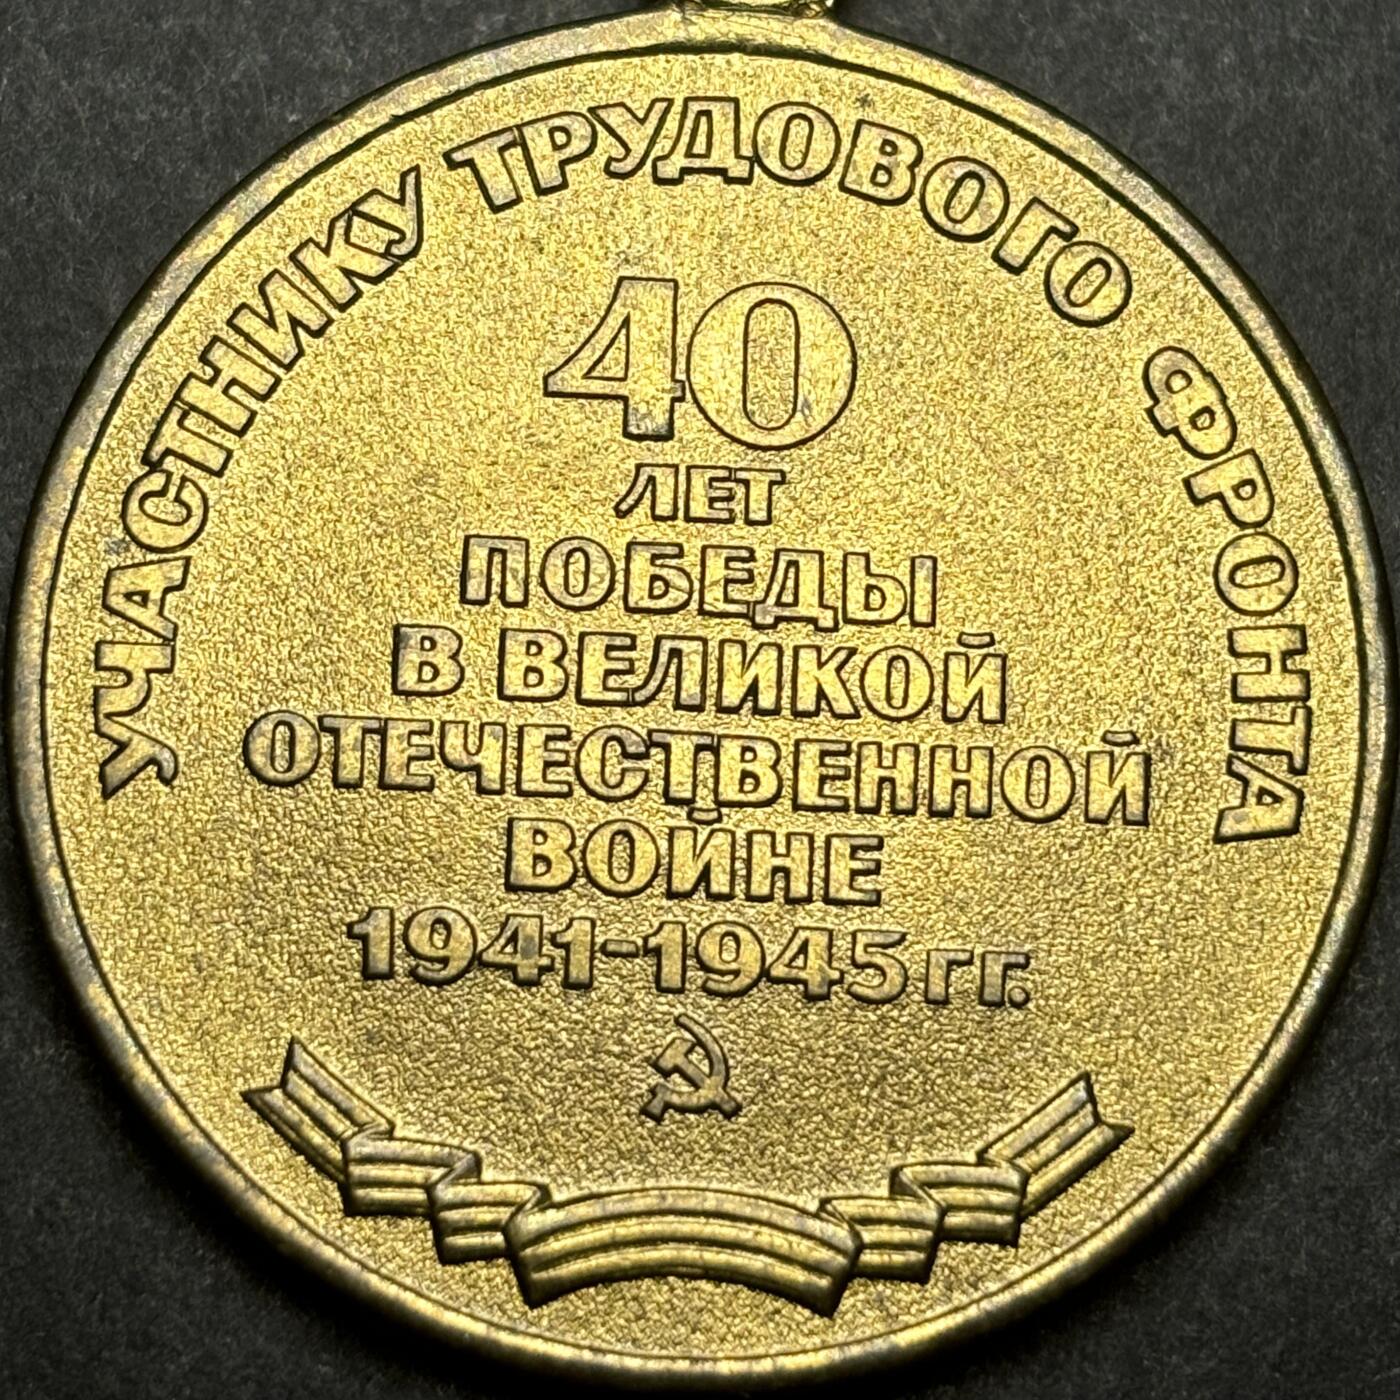 УЧАСТНИКУ ТРУДОВОГО ФРОНТА
40
ЛЕТ
ПОБЕДЫ
В ВЕЛИКОЙ
ОТЕЧЕСТВЕННОЙ
ВОЙНЕ
1941-1945 гг.